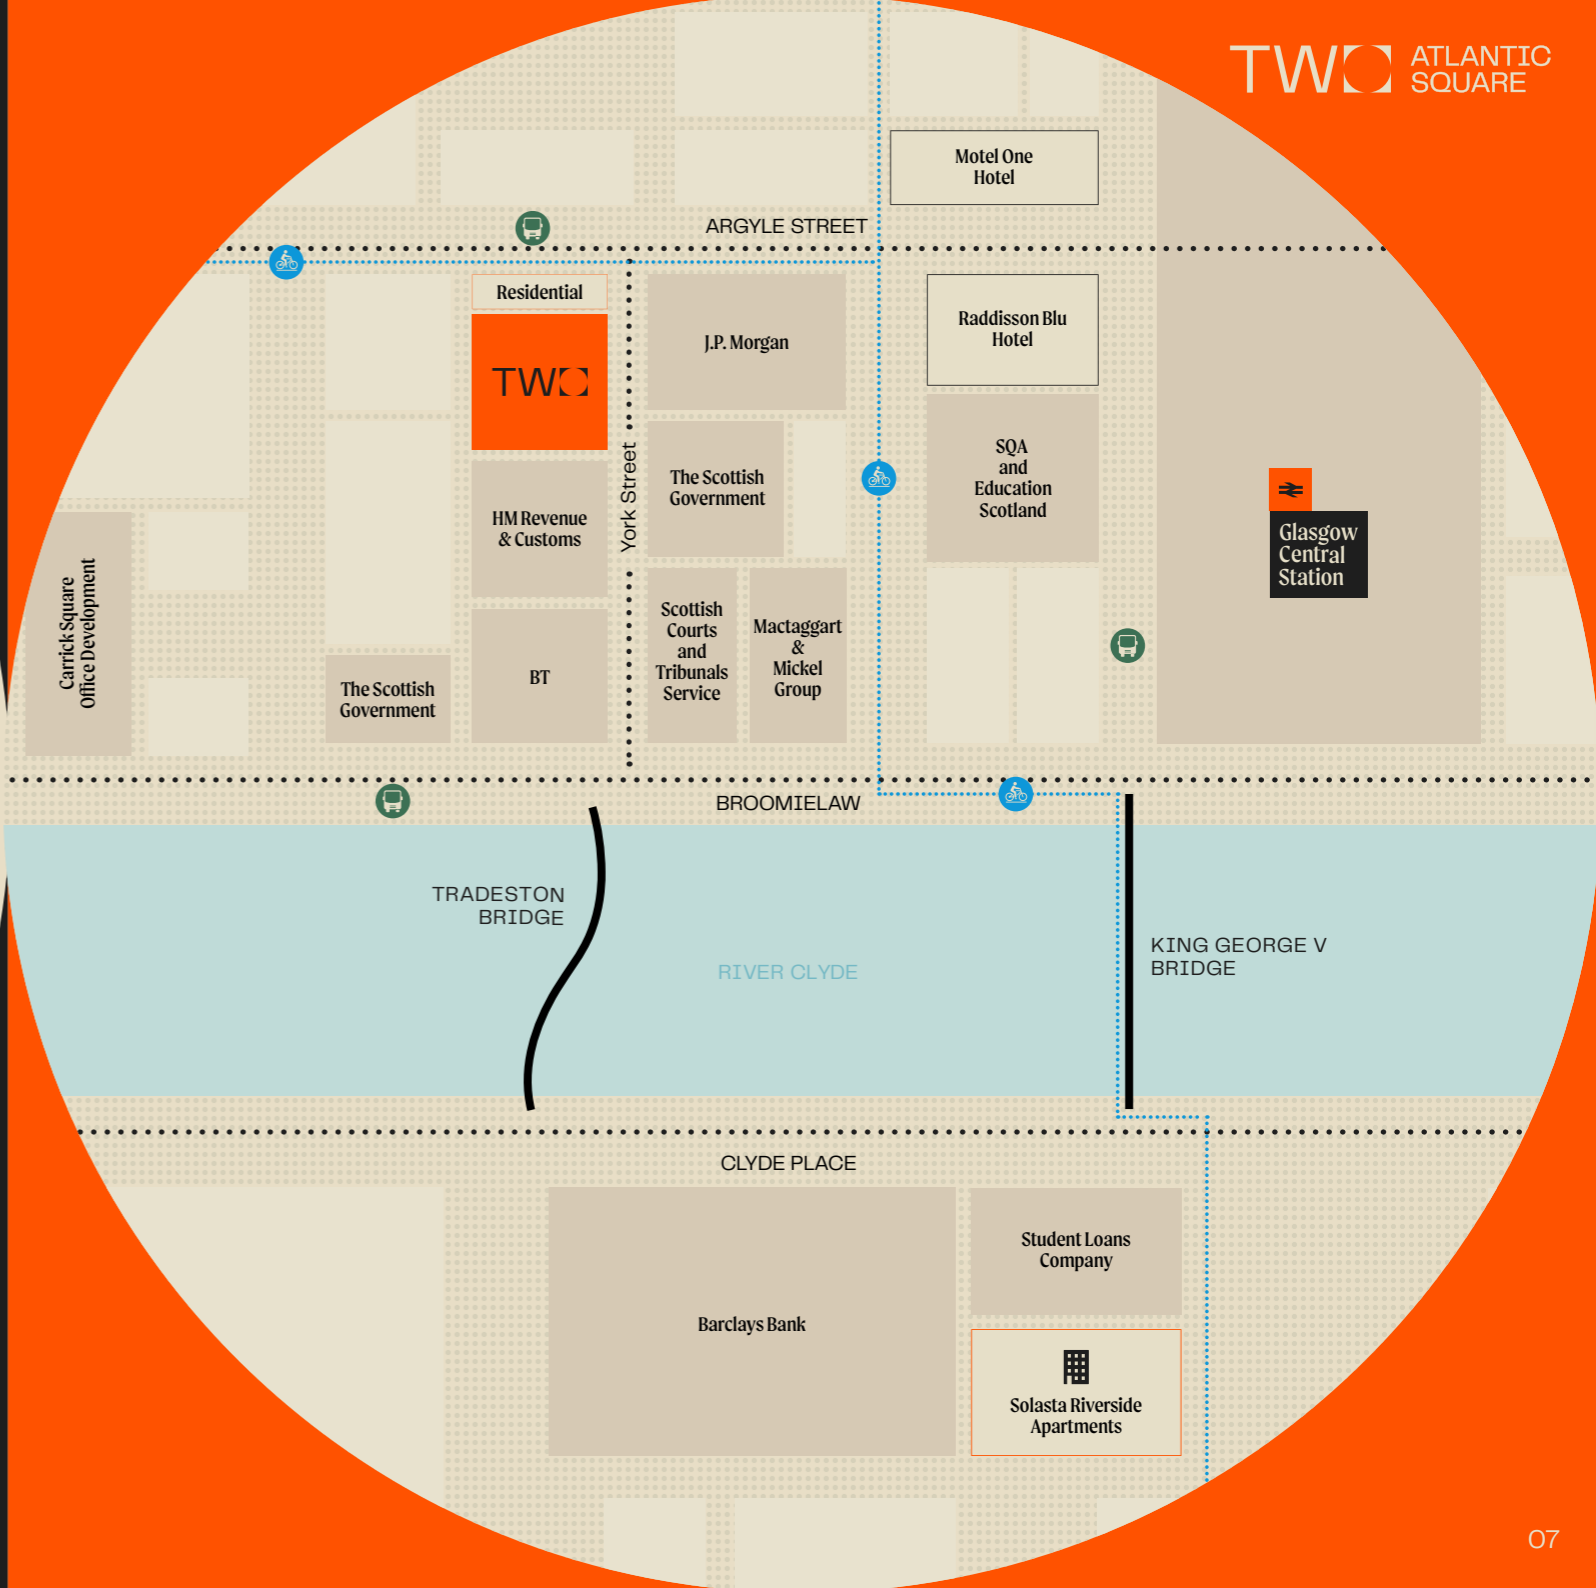 TWO ATLANTIC
SQUARE
Motel One
Hotel
ARGYLE STREET
Residential
TWO
J.P. Morgan
Raddisson Blu
Hotel
York Street
The Scottish
Government
SQA
and
Education
Scotland
HM Revenue
& Customs
Glasgow
Central
Station
Carrick Square
Office Development
The Scottish
Government
BT
Scottish
Courts
and
Tribunals
Service
Mactaggart
&
Mickel
Group
BROOMIELAW
TRADESTON
BRIDGE
RIVER CLYDE
KING GEORGE V
BRIDGE
CLYDE PLACE
Barclays Bank
Student Loans
Company
Solasta Riverside
Apartments
07